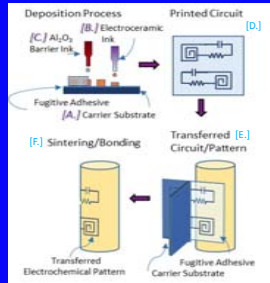 Deposition Process
[C.] Al₂O₃ Barrier Ink
[B.] Electroceramic Ink
Fugitive Adhesive
[A.] Carrier Substrate
Printed Circuit
[D.]
Transferred [E.]
Circuit/Pattern
Fugitive Adhesive
Carrier Substrate
[F.] Sintering/Bonding
Transferred
Electrochemical Pattern